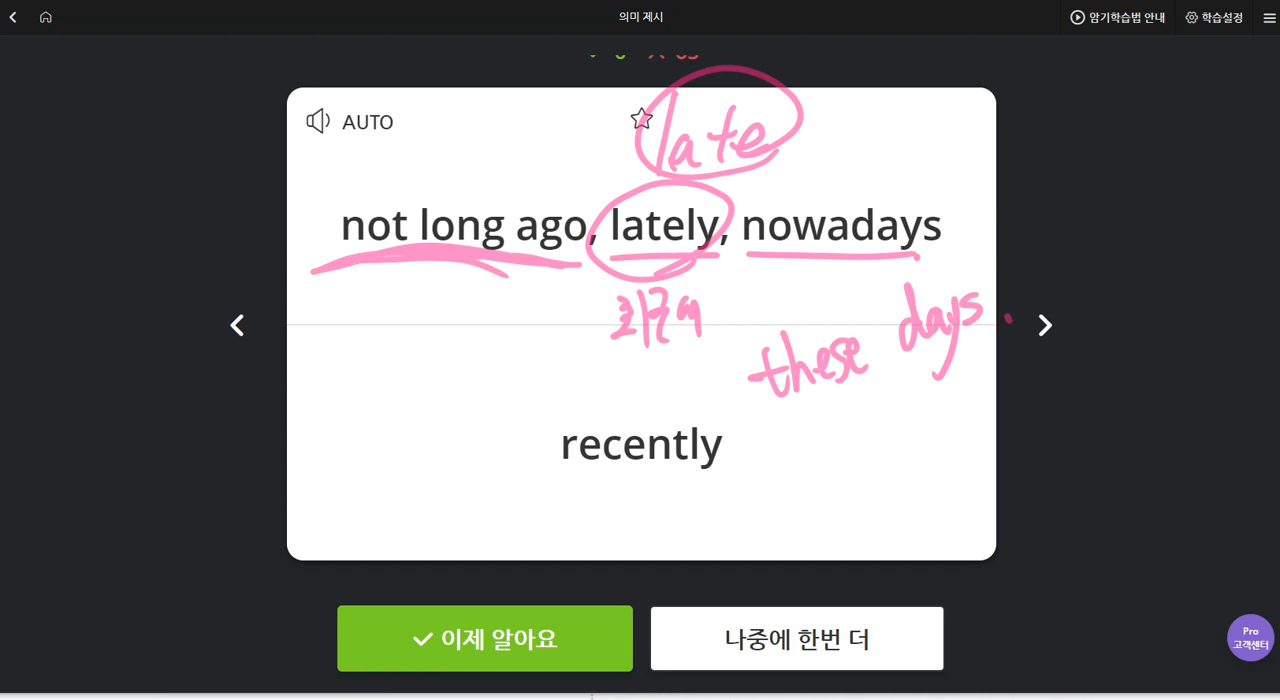 의미 제시
암기학습법 안내
학습설정
AUTO
late
not long ago, lately, nowadays
최근에
these days
recently
이제 알아요
나중에 한번 더
Pro
고객센터